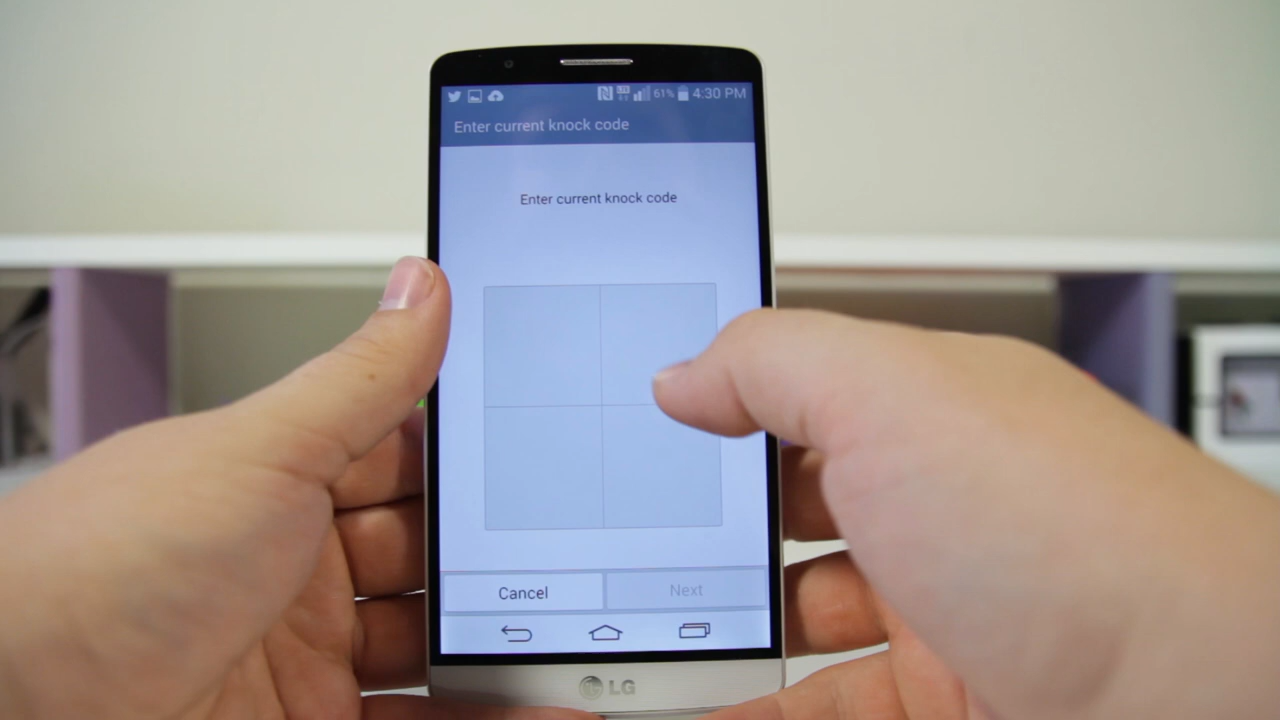 61% 4:30 PM
Enter current knock code
Enter current knock code
Cancel Next
LG